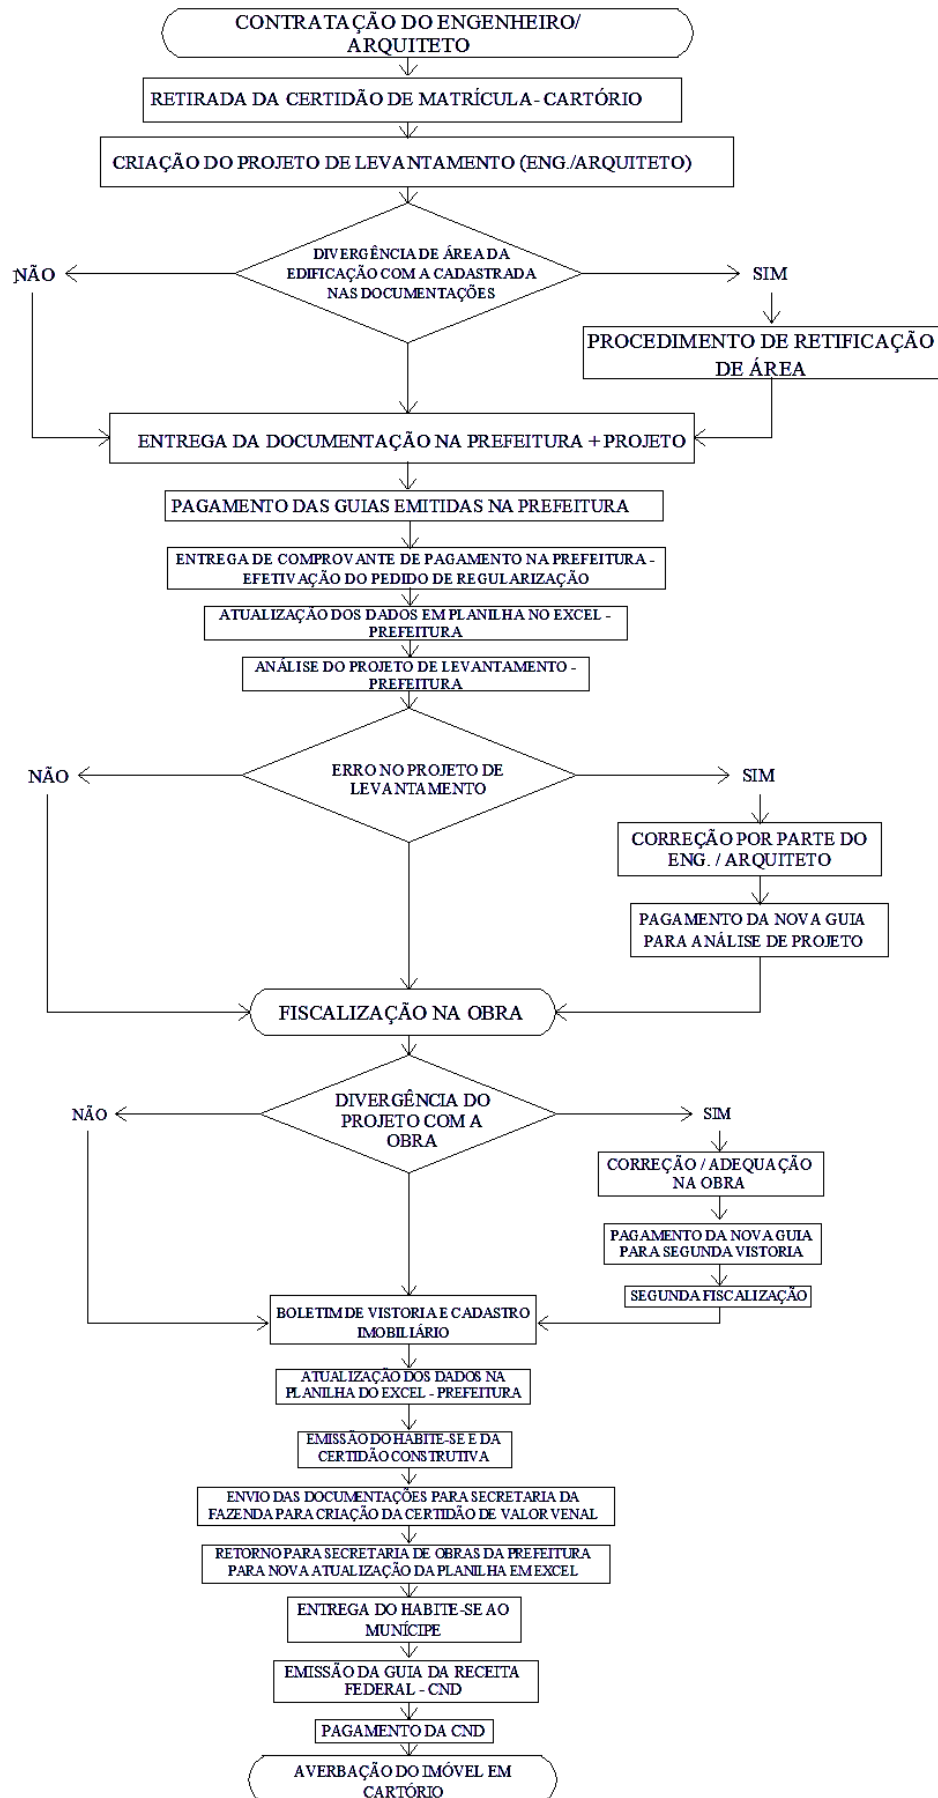 CONTRATAÇÃO DO ENGENHEIRO/
ARQUITETO
RETIRADA DA CERTIDÃO DE MATRÍCULA- CARTÓRIO
CRIAÇÃO DO PROJETO DE LEVANTAMENTO (ENG./ARQUITETO)
DIVERGÊNCIA DE ÁREA DA
EDIFICAÇÃO COM A CADASTRADA
NAS DOCUMENTAÇÕES
NÃO
SIM
PROCEDIMENTO DE RETIFICAÇÃO
DE ÁREA
ENTREGA DA DOCUMENTAÇÃO NA PREFEITURA + PROJETO
PAGAMENTO DAS GUIAS EMITIDAS NA PREFEITURA
ENTREGA DE COMPROVANTE DE PAGAMENTO NA PREFEITURA -
EFETIVAÇÃO DO PEDIDO DE REGULARIZAÇÃO
ATUALIZAÇÃO DOS DADOS EM PLANILHA NO EXCEL -
PREFEITURA
ANÁLISE DO PROJETO DE LEVANTAMENTO -
PREFEITURA
ERRO NO PROJETO DE
LEVANTAMENTO
NÃO
SIM
CORREÇÃO POR PARTE DO
ENG. / ARQUITETO
PAGAMENTO DA NOVA GUIA
PARA ANÁLISE DE PROJETO
FISCALIZAÇÃO NA OBRA
DIVERGÊNCIA DO
PROJETO COM A
OBRA
NÃO
SIM
CORREÇÃO / ADEQUAÇÃO
NA OBRA
PAGAMENTO DA NOVA GUIA
PARA SEGUNDA VISTORIA
SEGUNDA FISCALIZAÇÃO
BOLETIM DE VISTORIA E CADASTRO
IMOBILIÁRIO
ATUALIZAÇÃO DOS DADOS NA
PLANILHA DO EXCEL - PREFEITURA
EMISSÃO DO HABITE-SE E DA
CERTIDÃO CONSTRUTIVA
ENVIO DAS DOCUMENTAÇÕES PARA SECRETARIA DA
FAZENDA PARA CRIAÇÃO DA CERTIDÃO DE VALOR VENAL
RETORNO PARA SECRETARIA DE OBRAS DA PREFEITURA
PARA NOVA ATUALIZAÇÃO DA PLANILHA EM EXCEL
ENTREGA DO HABITE-SE AO
MUNÍCIPE
EMISSÃO DA GUIA DA RECEITA
FEDERAL - CND
PAGAMENTO DA CND
AVERBAÇÃO DO IMÓVEL EM
CARTÓRIO